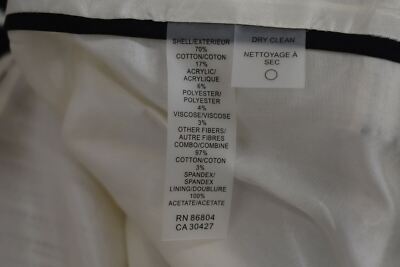 SHELL/EXTERIEUR
70%
COTTON/COTON
17%
ACRYLIC/
ACRYLIQUE
6%
POLYESTER/
POLYESTER
4%
VISCOSE/VISCOSE
3%
OTHER FIBERS/
AUTRE FIBRES
COMBO/COMBINE
97%
COTTON/COTON
3%
SPANDEX/
SPANDEX
LINING/DOUBLURE
100%
ACETATE/ACETATE
RN 86804
CA 30427
DRY CLEAN
NETTOYAGE À
SEC